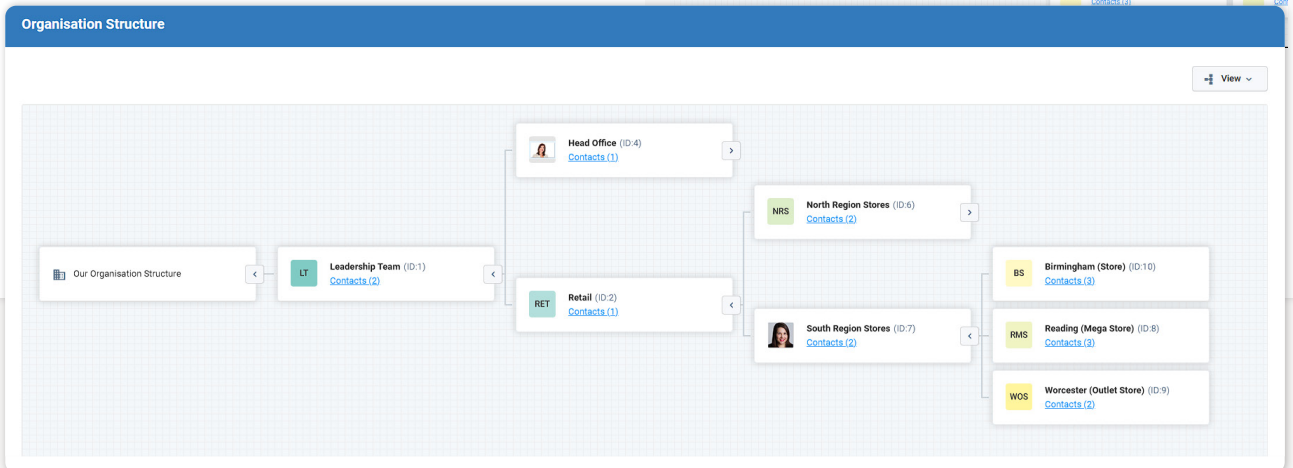 Contacts (3)
Organisation Structure
View
Head Office (ID:4)
Contacts (1)
NRS
North Region Stores (ID:6)
Contacts (2)
Our Organisation Structure
LT
Leadership Team (ID:1)
Contacts (2)
BS
Birmingham (Store) (ID:10)
Contacts (3)
RET
Retail (ID:2)
Contacts (1)
South Region Stores (ID:7)
Contacts (2)
RMS
Reading (Mega Store) (ID:8)
Contacts (3)
WOS
Worcester (Outlet Store) (ID:9)
Contacts (2)